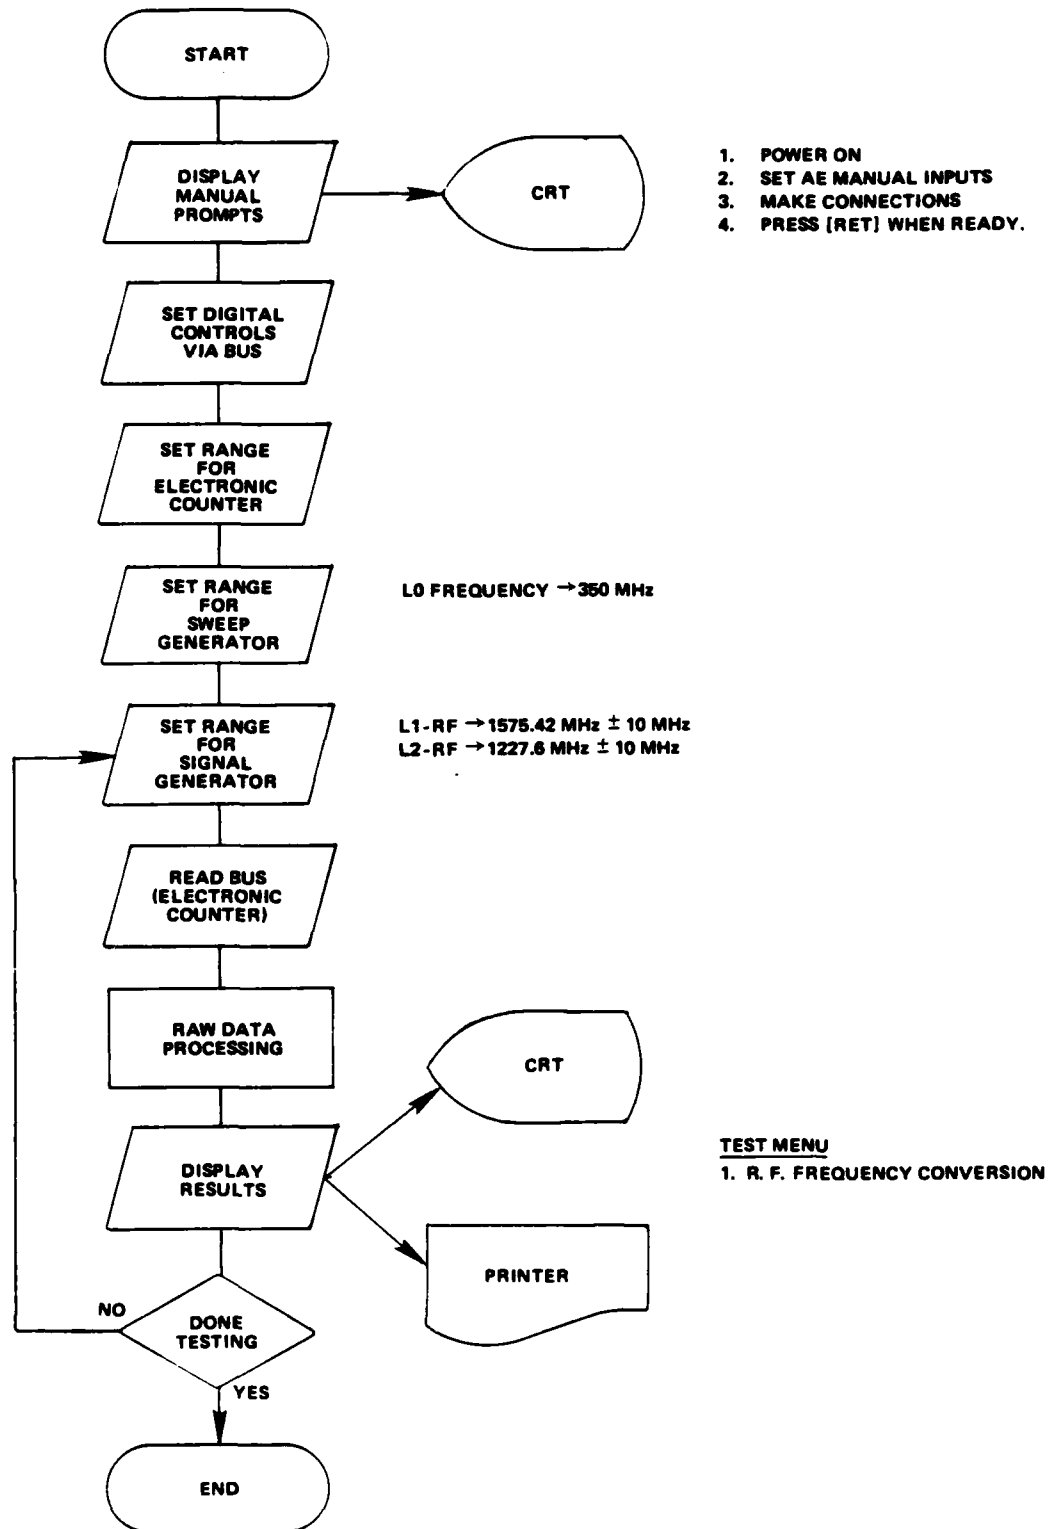 START
DISPLAY
MANUAL
PROMPTS
CRT
1. POWER ON
2. SET AE MANUAL INPUTS
3. MAKE CONNECTIONS
4. PRESS [RET] WHEN READY.
SET DIGITAL
CONTROLS
VIA BUS
SET RANGE
FOR
ELECTRONIC
COUNTER
SET RANGE
FOR
SWEEP
GENERATOR
L0 FREQUENCY → 350 MHz
SET RANGE
FOR
SIGNAL
GENERATOR
L1-RF → 1575.42 MHz ± 10 MHz
L2-RF → 1227.6 MHz ± 10 MHz
READ BUS
(ELECTRONIC
COUNTER)
RAW DATA
PROCESSING
CRT
DISPLAY
RESULTS
TEST MENU
1. R. F. FREQUENCY CONVERSION
PRINTER
NO
DONE
TESTING
YES
END